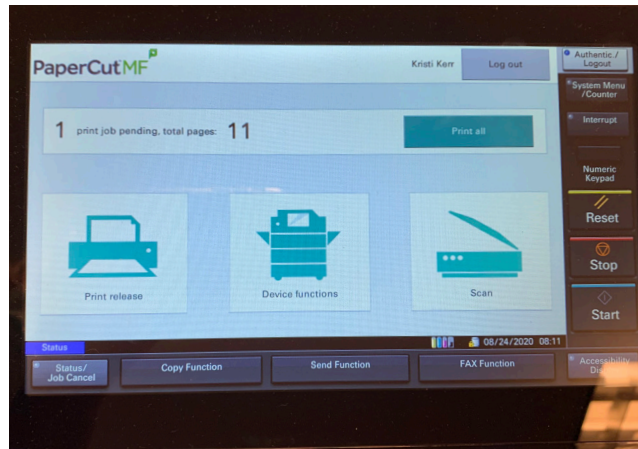 PaperCut MF
Kristi Kerr
Log out
Authentic./
Logout
System Menu
/Counter
1 print job pending, total pages: 11
Print all
Interrupt
Numeric
Keypad
Reset
Stop
Start
Print release
Device functions
Scan
Status
08/24/2020 08:11
Status/
Job Cancel
Copy Function
Send Function
FAX Function
Accessibility